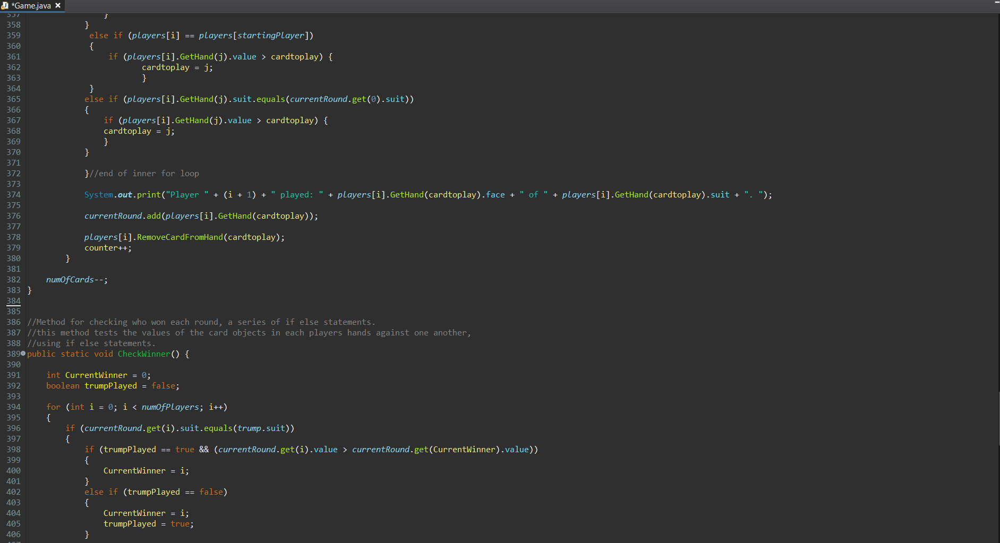 *Game.java
357 }
358 }
359 else if (players[i] == players[startingPlayer])
360 {
361 if (players[i].GetHand(j).value > cardtoplay) {
362 cardtoplay = j;
363 }
364 }
365 else if (players[i].GetHand(j).suit.equals(currentRound.get(0).suit))
366 {
367 if (players[i].GetHand(j).value > cardtoplay) {
368 cardtoplay = j;
369 }
370 }
371
372 }//end of inner for loop
373
374 System.out.print("Player " + (i + 1) + " played: " + players[i].GetHand(cardtoplay).face + " of " + players[i].GetHand(cardtoplay).suit + ". ");
375
376 currentRound.add(players[i].GetHand(cardtoplay));
377
378 players[i].RemoveCardFromHand(cardtoplay);
379 counter++;
380 }
381
382 numOfCards--;
383 }
384
385
386 //Method for checking who won each round, a series of if else statements.
387 //this method tests the values of the card objects in each players hands against one another,
388 //using if else statements.
389 public static void CheckWinner() {
390
391 int CurrentWinner = 0;
392 boolean trumpPlayed = false;
393
394 for (int i = 0; i < numOfPlayers; i++)
395 {
396 if (currentRound.get(i).suit.equals(trump.suit))
397 {
398 if (trumpPlayed == true && (currentRound.get(i).value > currentRound.get(CurrentWinner).value))
399 {
400 CurrentWinner = i;
401 }
402 else if (trumpPlayed == false)
403 {
404 CurrentWinner = i;
405 trumpPlayed = true;
406 }